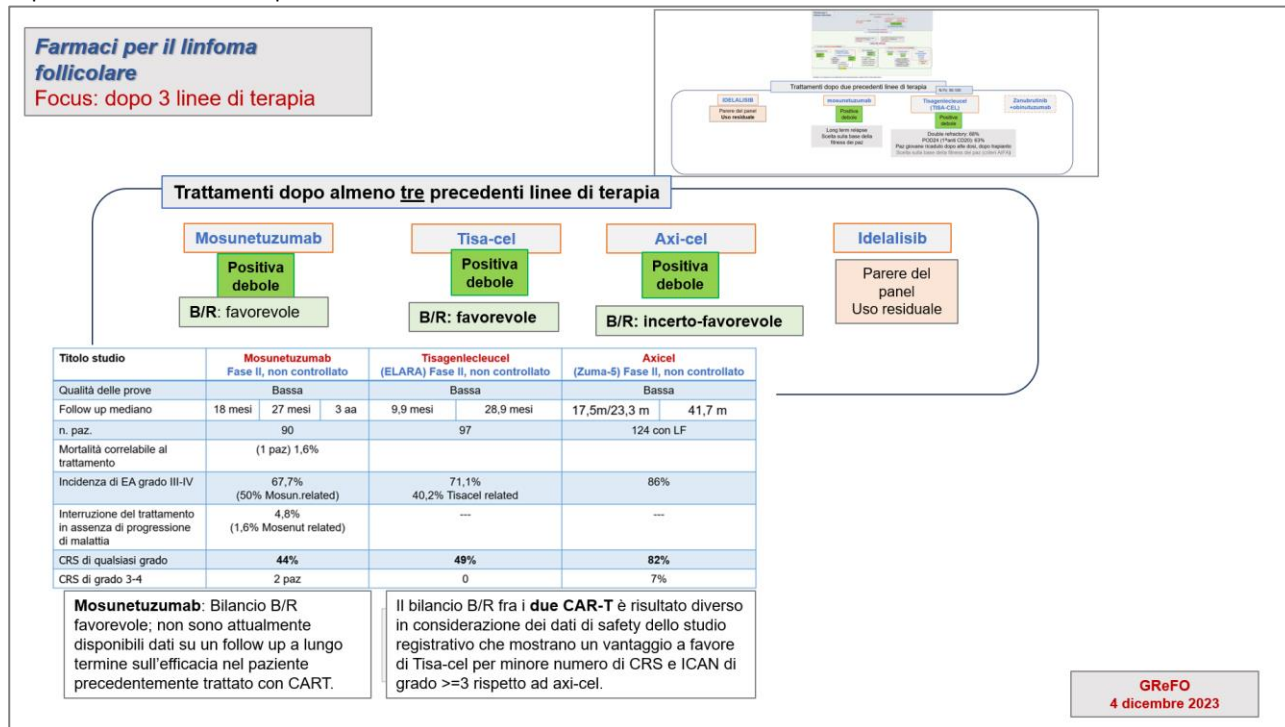 Farmaci per il linfoma
follicolare
Focus: dopo 3 linee di terapia
Trattamenti dopo due precedenti linee di terapia
IDELALISIB
Parere del panel
Uso residuale
mosunetuzumab
Positiva
debole
Long term relapse
Scelta sulla base della
fitness dei paz
Tisagenlecleucel
(TISA-CEL)
Positiva
debole
Double refractory: 68%
Zanubrutinib
+obinutuzumab
Trattamenti dopo almeno tre precedenti linee di terapia
Mosunetuzumab
Positiva
debole
B/R: favorevole
Tisa-cel
Positiva
debole
B/R: favorevole
Axi-cel
Positiva
debole
B/R: incerto-favorevole
Idelalisib
Parere del
panel
Uso residuale
Titolo studio Mosunetuzumab Tisagenlecleucel Axicel
Fase II, non controllato (ELARA) Fase II, non controllato (Zuma-5) Fase II, non controllato
Qualità delle prove Bassa Bassa Bassa
Follow up mediano 18 mesi 27 mesi 3 aa 9,9 mesi 28,9 mesi 17,5m/23,3 m 41,7 m
n. paz. 90 97 124 con LF
Mortalità correlabile al (1 paz) 1,6%
trattamento
Incidenza di EA grado III-IV 67,7% 71,1% 86%
(50% Mosun.related) 40,2% Tisacel related
Interruzione del trattamento 4,8% --- ---
in assenza di progressione (1,6% Mosenut related)
di malattia
CRS di qualsiasi grado 44% 49% 82%
CRS di grado 3-4 2 paz 0 7%
Mosunetuzumab: Bilancio B/R
favorevole; non sono attualmente
disponibili dati su un follow up a lungo
termine sull'efficacia nel paziente
precedentemente trattato con CART.
Il bilancio B/R fra i due CAR-T è risultato diverso
in considerazione dei dati di safety dello studio
registrativo che mostrano un vantaggio a favore
di Tisa-cel per minore numero di CRS e ICAN di
grado >=3 rispetto ad axi-cel.
GReFO
4 dicembre 2023